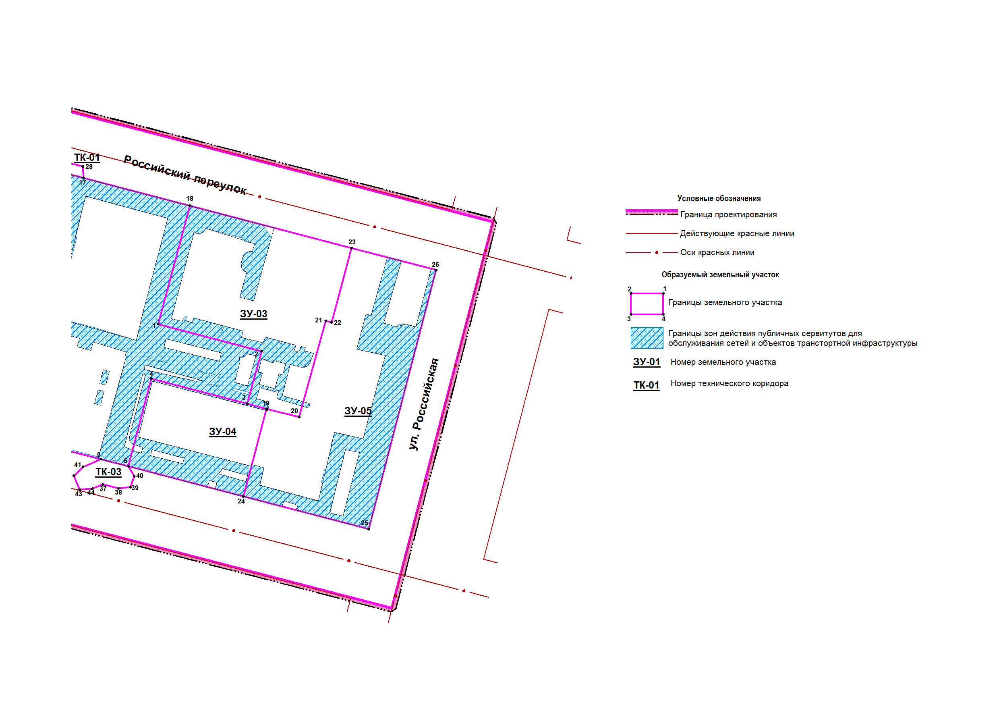 ТК-01
28
17
Российский переулок
18
23
26
ЗУ-03
21
22
1
2
4
3
19
20
ЗУ-05
ЗУ-04
ул. Российская
6
5
41
ТК-03
40
39
37
38
43
44
24
25
Условные обозначения
Граница проектирования
Действующие красные линии
Оси красных линии
Образуемый земельный участок
2
1
Границы земельного участка
3
4
Границы зон действия публичных сервитутов для
обслуживания сетей и объектов транстортной инфраструктуры
ЗУ-01
Номер земельного участка
ТК-01
Номер технического коридора